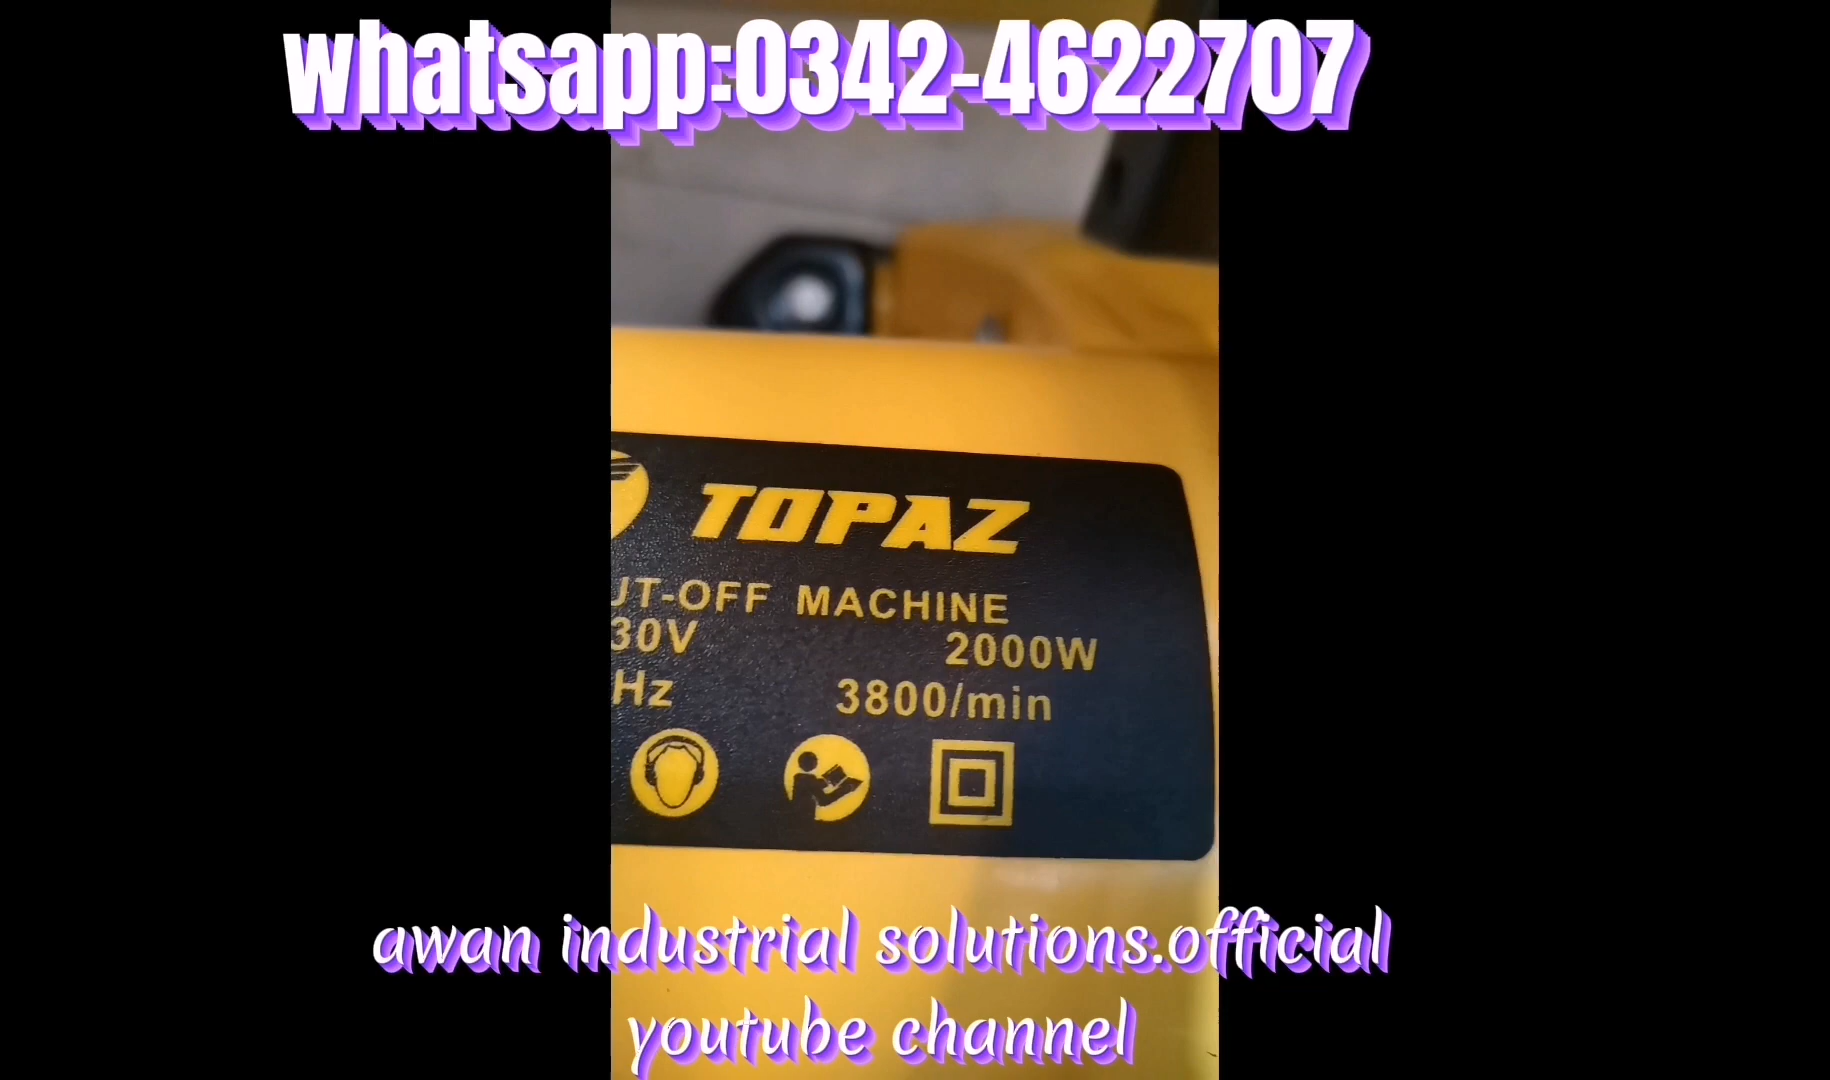 whatsapp:0342-4622707
TOPAZ
UT-OFF MACHINE
30V 2000W
Hz 3800/min
awan industrial solutions.official
youtube channel